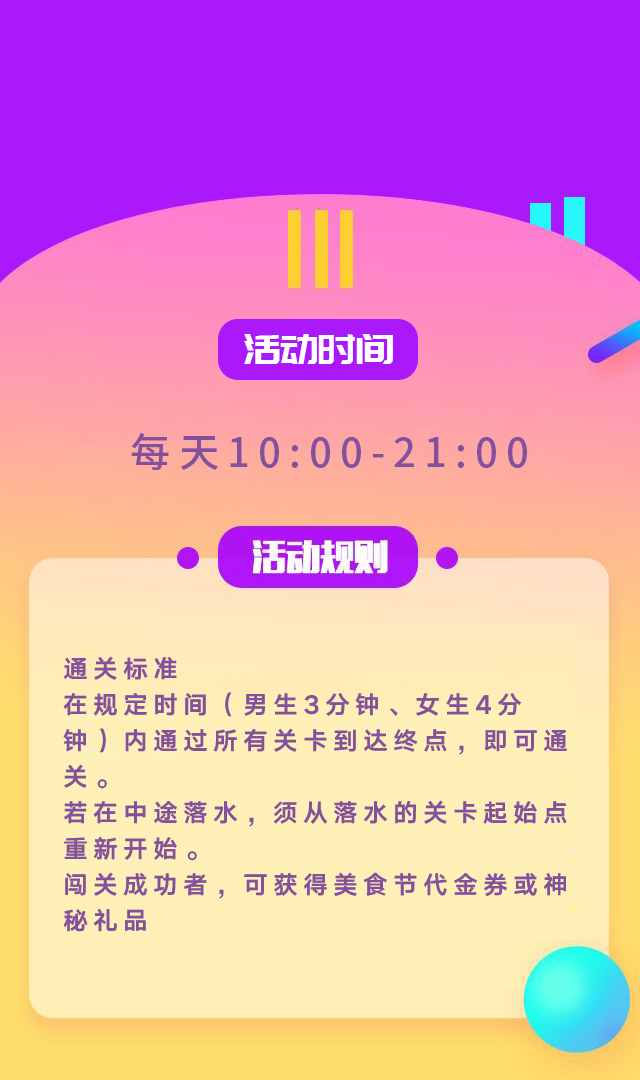 活动时间
每天10:00-21:00
活动规则
通关标准
在规定时间（男生3分钟、女生4分
钟）内通过所有关卡到达终点，即可通
关。
若在中途落水，须从落水的关卡起始点
重新开始。
闯关成功者，可获得美食节代金券或神
秘礼品